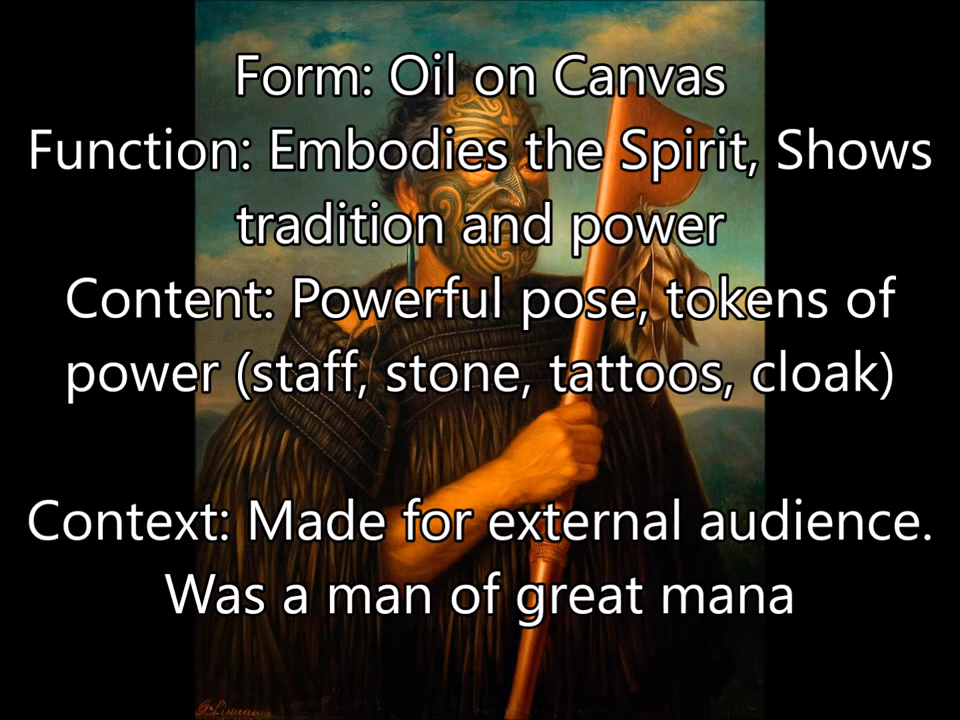 Form: Oil on Canvas
Function: Embodies the Spirit, Shows
tradition and power
Content: Powerful pose, tokens of
power (staff, stone, tattoos, cloak)
Context: Made for external audience.
Was a man of great mana